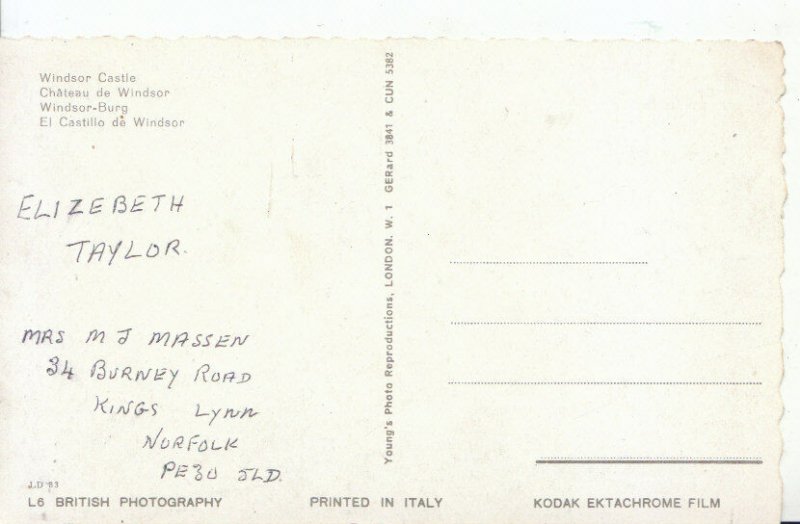 Windsor Castle
Château de Windsor
Windsor-Burg
El Castillo de Windsor
ELIZEBETH
TAYLOR.
MRS M J MASSEN
34 BURNEY ROAD
KINGS LYNN
NORFOLK
PE30 5LD.
J.D 83
L6 BRITISH PHOTOGRAPHY
Young's Photo Reproductions, LONDON. W. 1 GERard 3841 & CUN 5382
PRINTED IN ITALY
KODAK EKTACHROME FILM